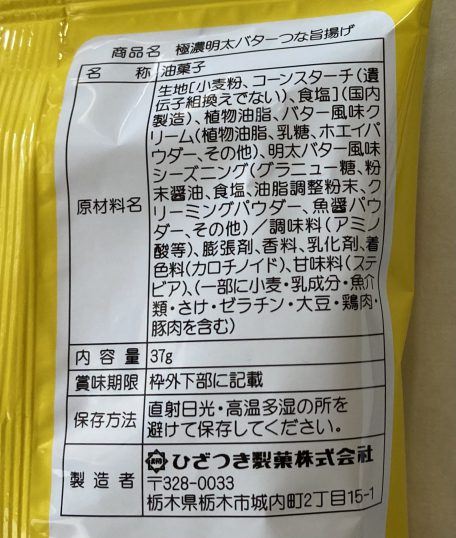 商品名 極濃明太バターつな旨揚げ
名称 油菓子
原材料名
生地[小麦粉、コーンスターチ(遺
伝子組換えでない)、食塩](国内
製造)、植物油脂、バター風味ク
リーム(植物油脂、乳糖、ホエイパ
ウダー、その他)、明太バター風味
シーズニング(グラニュー糖、粉
末醤油、食塩、油脂調整粉末、ク
リーミングパウダー、魚醤パウ
ダー、その他)／調味料(アミノ
酸等)、膨張剤、香料、乳化剤、着
色料(カロチノイド)、甘味料(ステ
ビア)、(一部に小麦・乳成分・魚介
類・さけ・ゼラチン・大豆・鶏肉・
豚肉を含む)
内容量 37g
賞味期限 枠外下部に記載
保存方法
直射日光・高温多湿の所を
避けて保存してください。
製造者
ひざつき製菓株式会社
〒328-0033
栃木県栃木市城内町2丁目15-1